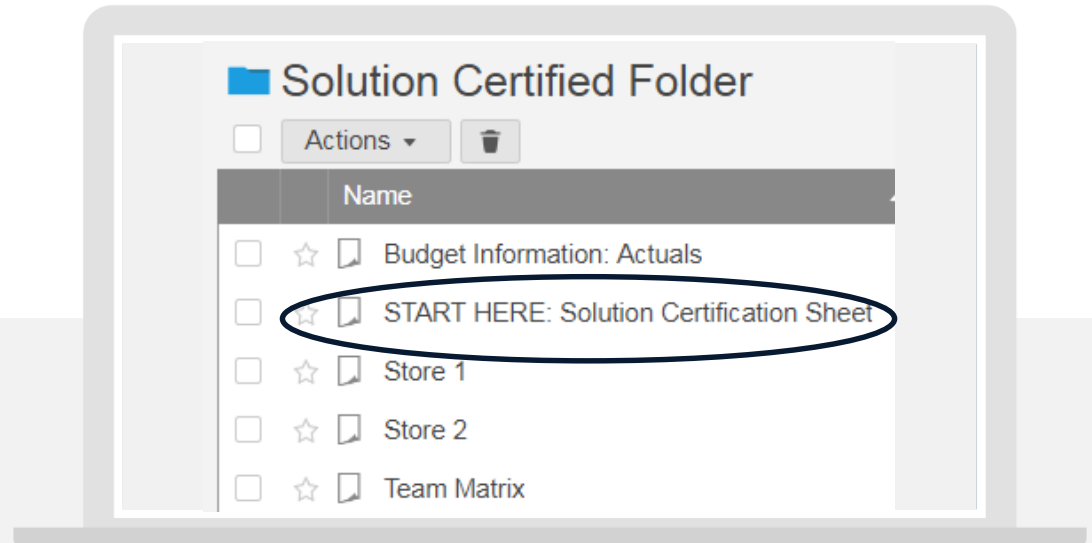 Solution Certified Folder
Actions
Name
Budget Information: Actuals
START HERE: Solution Certification Sheet
Store 1
Store 2
Team Matrix